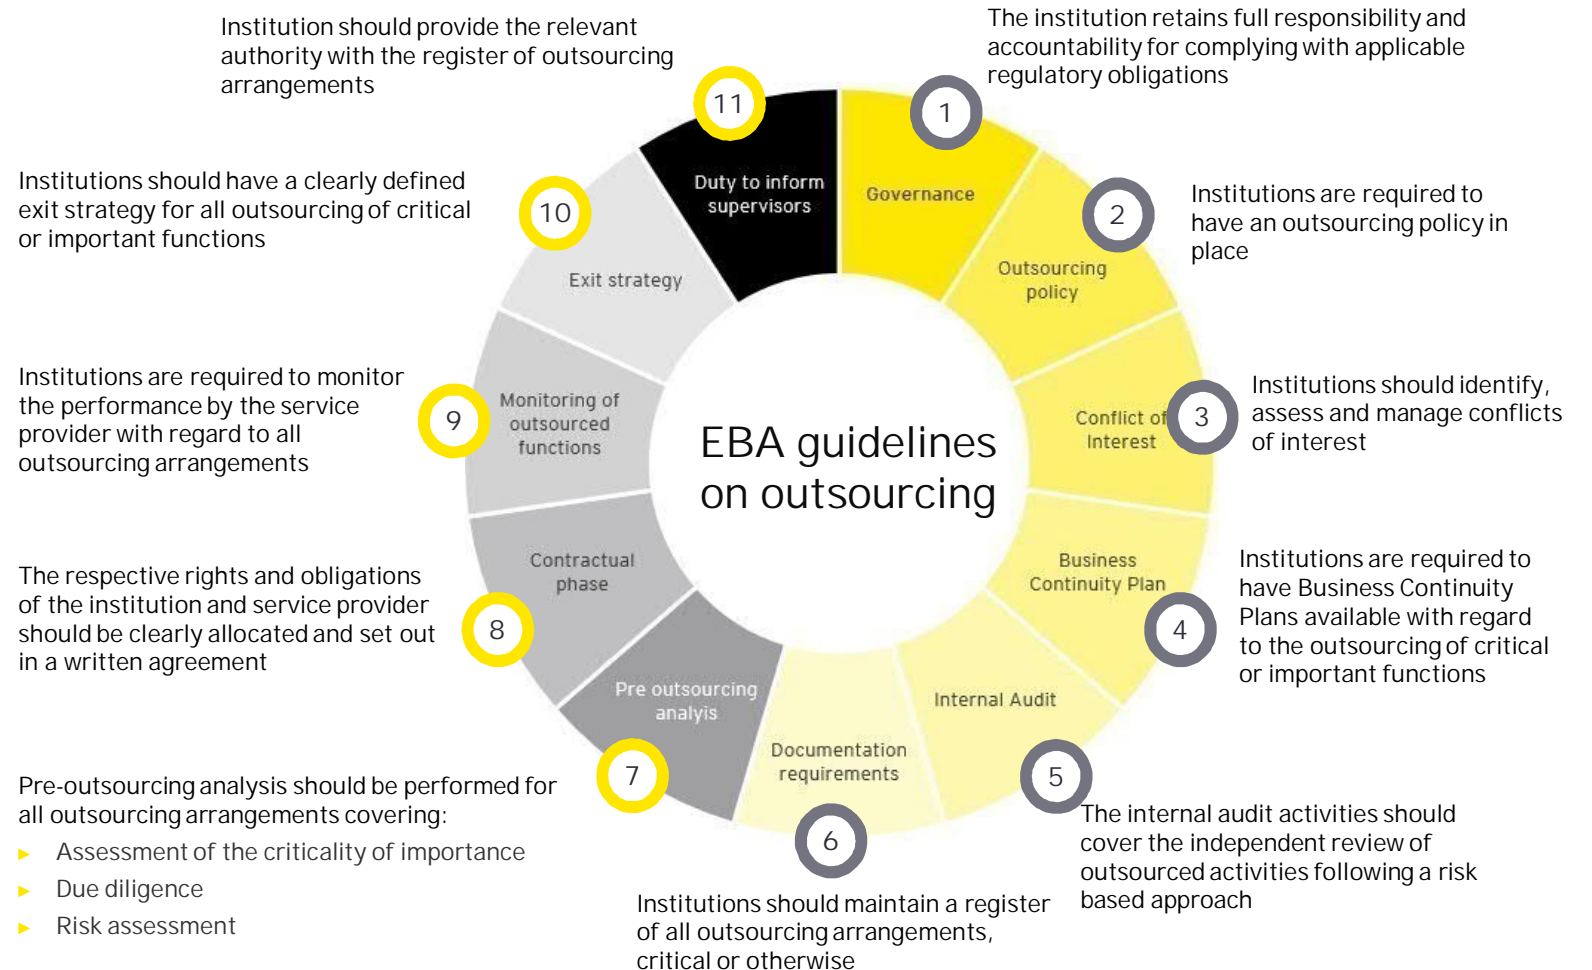 Institution should provide the relevant
authority with the register of outsourcing
arrangements
The institution retains full responsibility and
accountability for complying with applicable
regulatory obligations
11
1
Duty to inform
supervisors
Governance
Institutions should have a clearly defined
exit strategy for all outsourcing of critical
or important functions
10
2
Institutions are required to
have an outsourcing policy in
place
Exit strategy
Outsourcing
policy
Institutions are required to monitor
the performance by the service
provider with regard to all
outsourcing arrangements
9
Monitoring of
outsourced
functions
EBA guidelines
on outsourcing
Conflict of
Interest
3
Institutions should identify,
assess and manage conflicts
of interest
The respective rights and obligations
of the institution and service provider
should be clearly allocated and set out
in a written agreement
8
Contractual
phase
Business
Continuity Plan
4
Institutions are required to
have Business Continuity
Plans available with regard
to the outsourcing of critical
or important functions
Pre outsourcing
analyis
7
Documentation
requirements
6
Internal Audit
5
Pre-outsourcing analysis should be performed for
all outsourcing arrangements covering:
► Assessment of the criticality of importance
► Due diligence
► Risk assessment
Institutions should maintain a register
of all outsourcing arrangements,
critical or otherwise
The internal audit activities should
cover the independent review of
outsourced activities following a risk
based approach